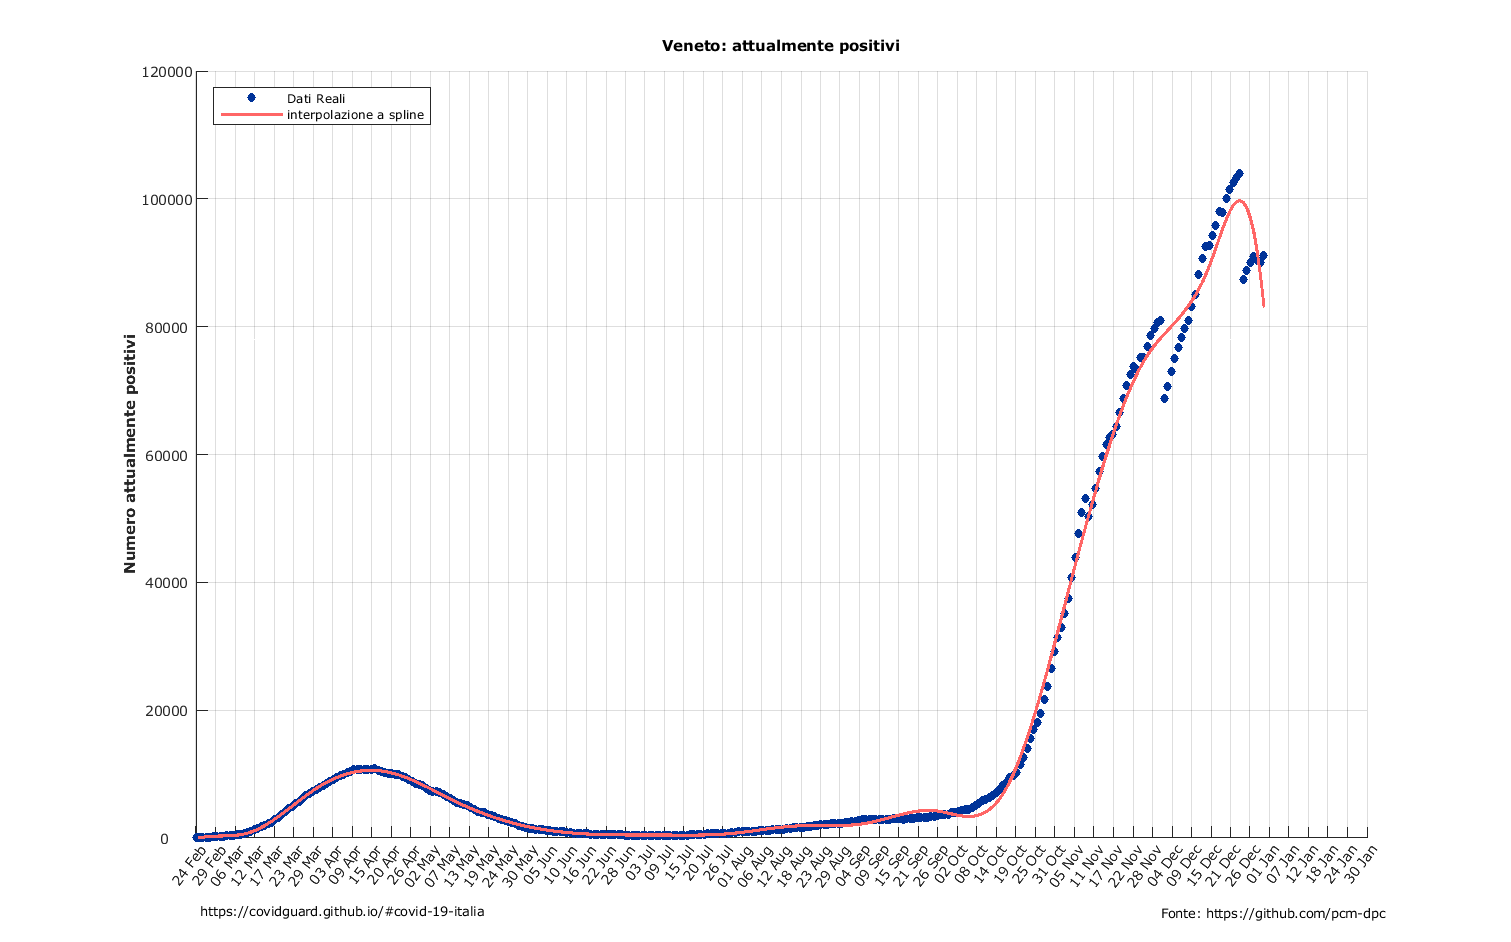 Veneto: attualmente positivi
Dati Reali
interpolazione a spline
Numero attualmente positivi
120000
100000
80000
60000
40000
20000
0
24 Feb
29 Feb
06 Mar
12 Mar
17 Mar
23 Mar
29 Mar
03 Apr
09 Apr
15 Apr
20 Apr
26 Apr
02 May
07 May
13 May
19 May
24 May
30 May
05 Jun
10 Jun
16 Jun
22 Jun
28 Jun
03 Jul
09 Jul
15 Jul
20 Jul
26 Jul
01 Aug
06 Aug
12 Aug
18 Aug
23 Aug
29 Aug
04 Sep
09 Sep
15 Sep
21 Sep
26 Sep
02 Oct
08 Oct
14 Oct
19 Oct
25 Oct
31 Oct
05 Nov
11 Nov
17 Nov
22 Nov
28 Nov
04 Dec
09 Dec
15 Dec
21 Dec
26 Dec
01 Jan
07 Jan
12 Jan
18 Jan
24 Jan
30 Jan
https://covidguard.github.io/#covid-19-italia
Fonte: https://github.com/pcm-dpc